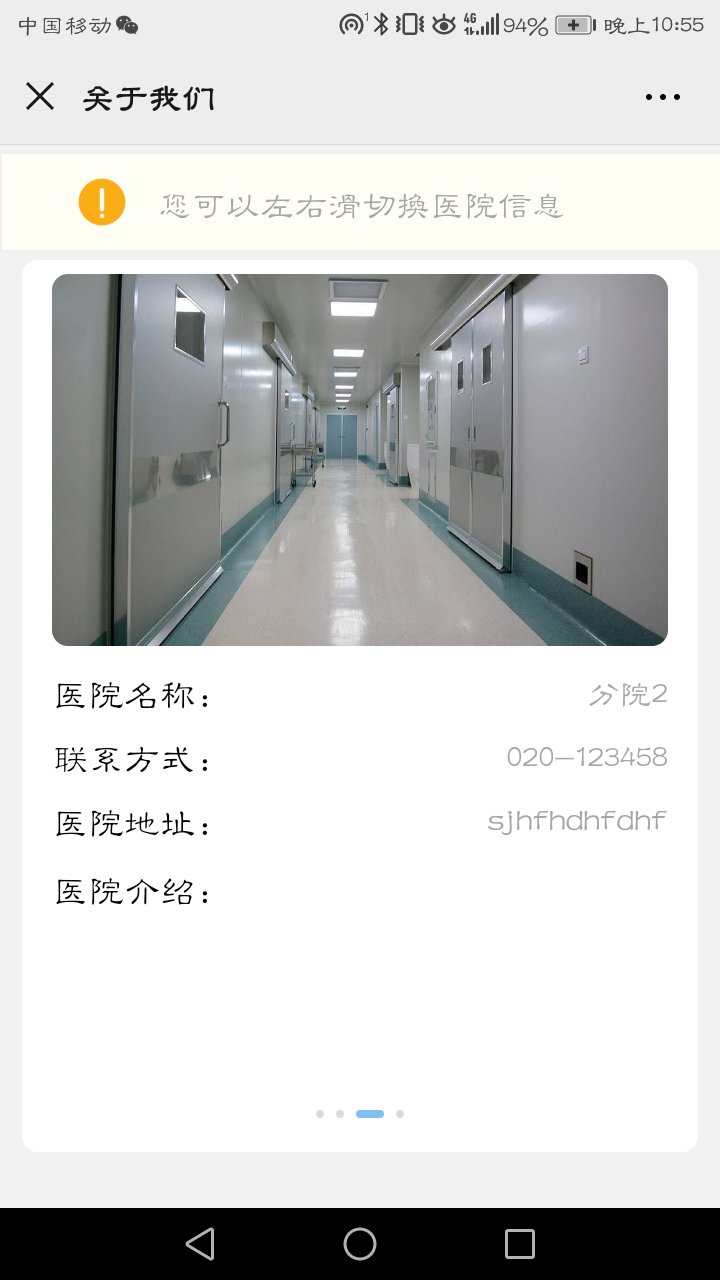 中国移动 1 4G 94% 晚上10:55
关于我们
您可以左右滑切换医院信息
医院名称： 分院2
联系方式： 020-123458
医院地址： sjhfhdhfdhf
医院介绍：